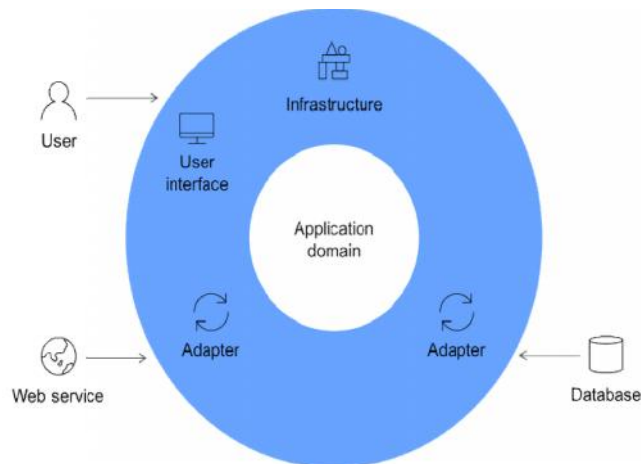 Infrastructure
User
User
interface
Application
domain
Adapter
Adapter
Web service
Database